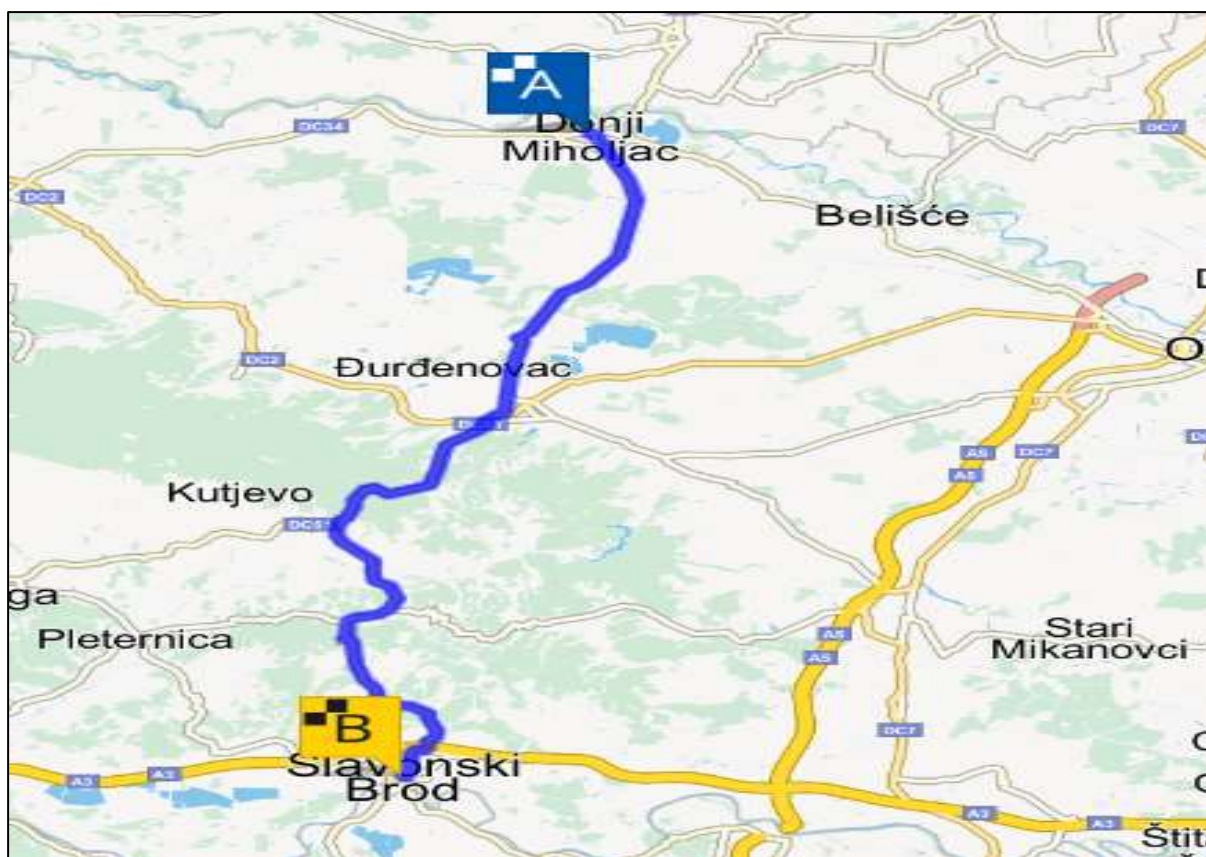 A
Donji
Miholjac
DC34
DC7
DC2
Belišće
DC2
Đurđenovac
Kutjevo
DC7
A5
A5
DC51
ga
Pleternica
A5
A5
Stari
Mikanovci
B
DC7
Slavonski
Brod
A3
A3
A3
A3
Štit